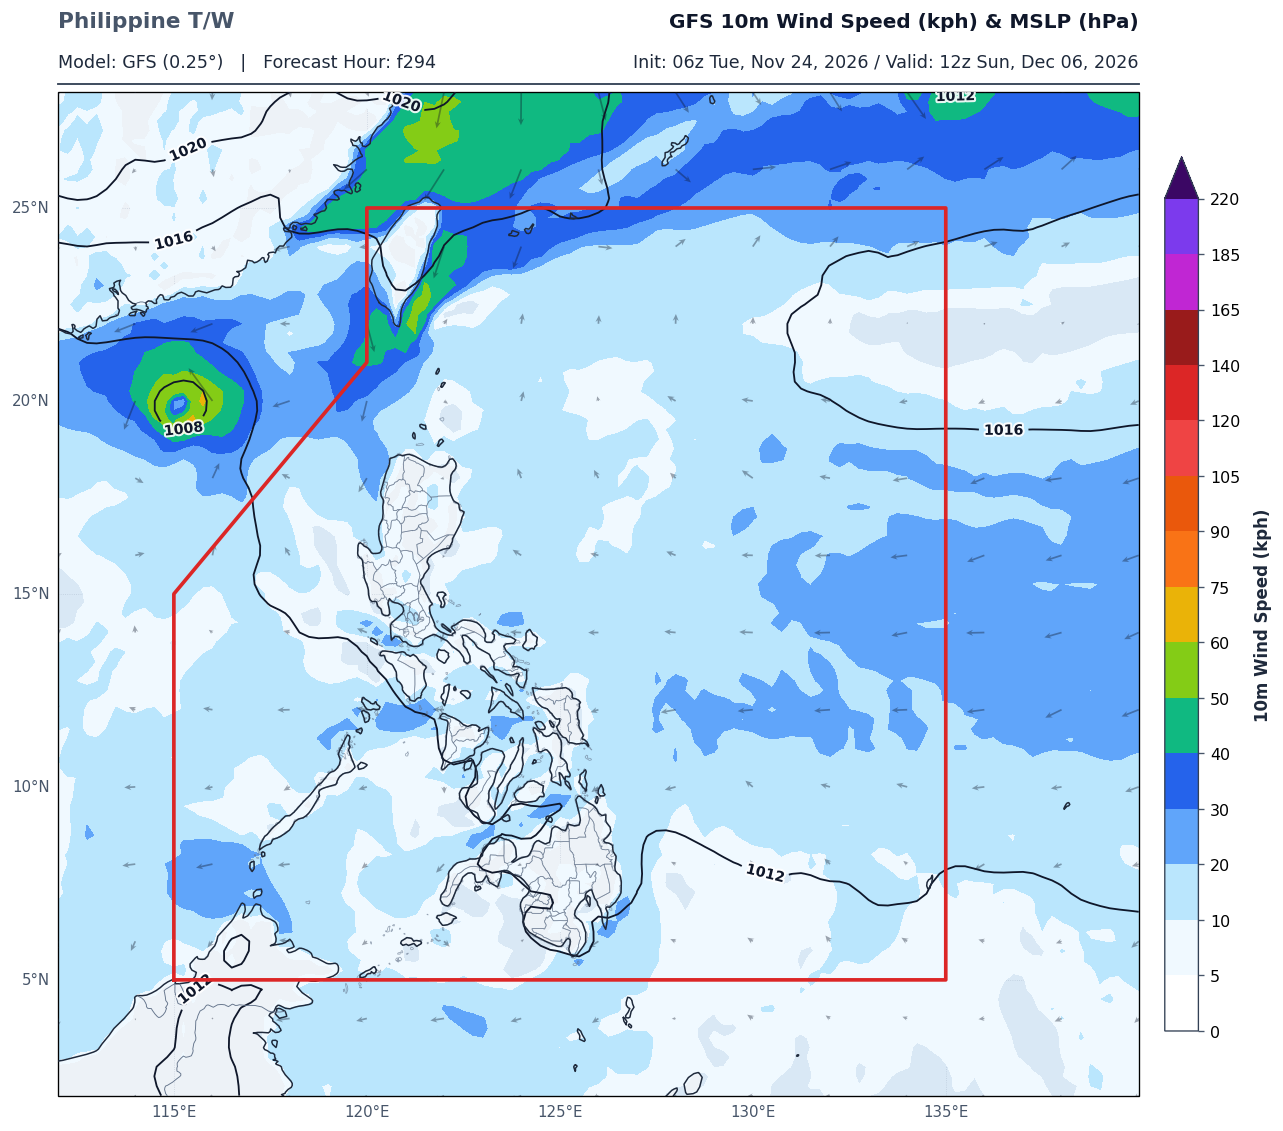 Philippine T/W
GFS 10m Wind Speed (kph) & MSLP (hPa)
Model: GFS (0.25°) | Forecast Hour: f294
Init: 06z Tue, Nov 24, 2026 / Valid: 12z Sun, Dec 06, 2026
1020
1012
1020
1016
1008
1016
1012
1012
25°N
20°N
15°N
10°N
5°N
115°E
120°E
125°E
130°E
135°E
220
185
165
140
120
105
90
75
60
50
40
30
20
10
5
0
10m Wind Speed (kph)